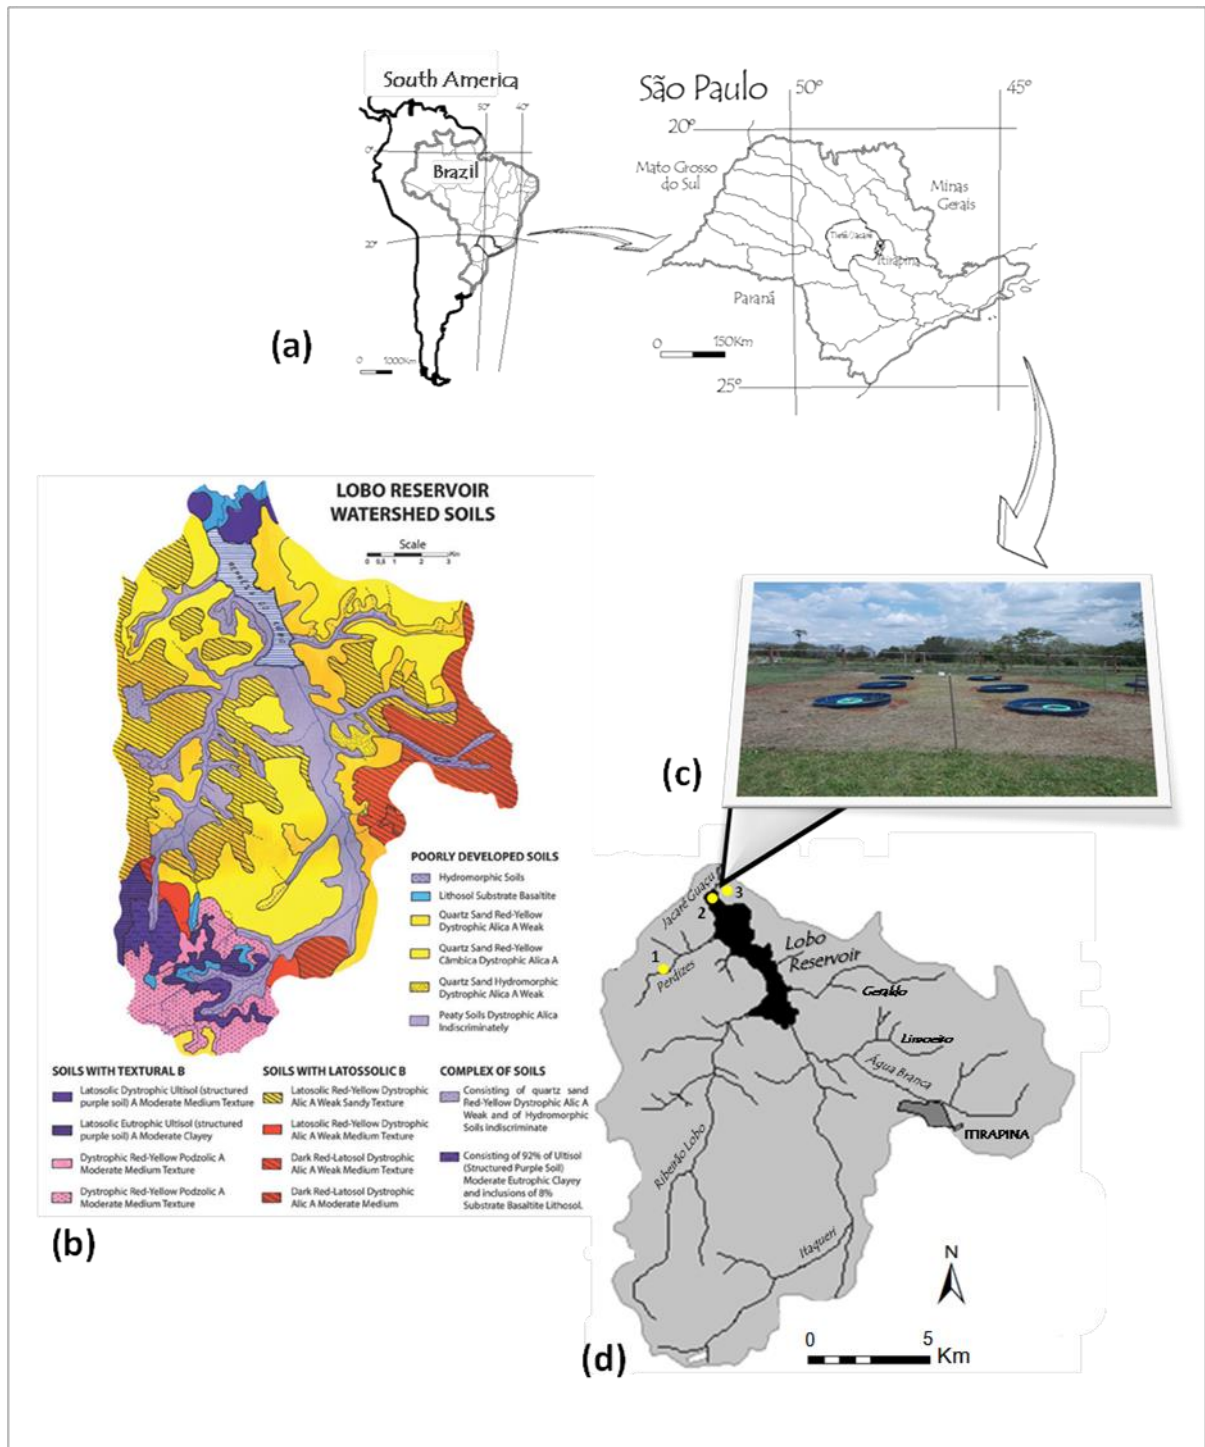 South America
50°
40°
0°
Brazil
20°
0
1000Km
(a)
São Paulo
50°
45°
20°
Mato Grosso
do Sul
Minas
Gerais
Itirapina
Paraná
0
150Km
25°
LOBO RESERVOIR
WATERSHED SOILS
Scale
0 0,5 1 2 3 Km
POORLY DEVELOPED SOILS
Hydromorphic Soils
Lithosol Substrate Basaltite
Quartz Sand Red-Yellow
Dystrophic Alica A Weak
Quartz Sand Red-Yellow
Câmbica Dystrophic Alica A
Quartz Sand Hydromorphic
Dystrophic Alica A Weak
Peaty Soils Dystrophic Alica
Indiscriminately
SOILS WITH TEXTURAL B
Latosolic Dystrophic Ultisol (structured
purple soil) A Moderate Medium Texture
Latosolic Eutrophic Ultisol (structured
purple soil) A Moderate Clayey
Dystrophic Red-Yellow Podzolic A
Moderate Medium Texture
Dystrophic Red-Yellow Podzolic A
Moderate Medium Texture
SOILS WITH LATOSSOLIC B
Latosolic Red-Yellow Dystrophic
Alic A Weak Sandy Texture
Latosolic Red-Yellow Dystrophic
Alic A Weak Medium Texture
Dark Red-Latosol Dystrophic
Alic A Weak Medium Texture
Dark Red-Latosol Dystrophic
Alic A Moderate Medium
COMPLEX OF SOILS
Consisting of quartz sand
Red-Yellow Dystrophic Alic A
Weak and of Hydromorphic
Soils indiscriminate
Consisting of 92% of Ultisol
(Structured Purple Soil)
Moderate Eutrophic Clayey
and inclusions of 8%
Substrate Basaltite Lithosol.
(b)
(c)
Jacaré Guaçu
3
2
1
Perdizes
Lobo
Reservoir
Geraldo
Limoeiro
Água Branca
ITIRAPINA
Ribeirão Lobo
Itaqueri
N
0
5
Km
(d)